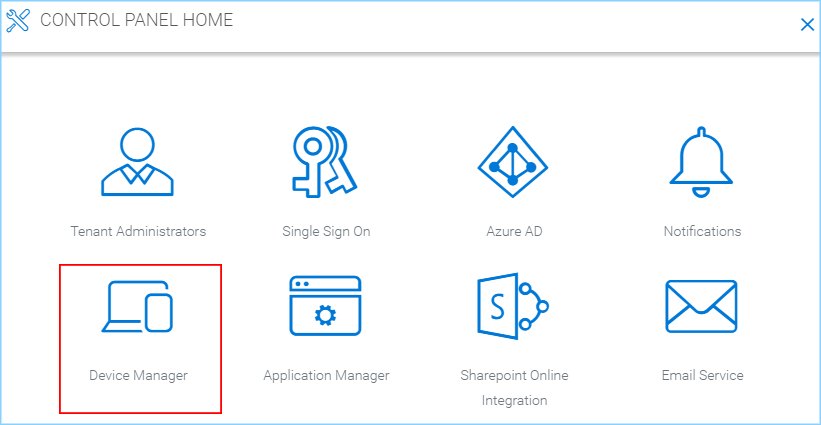 CONTROL PANEL HOME
Tenant Administrators
Single Sign On
Azure AD
Notifications
Device Manager
Application Manager
Sharepoint Online
Integration
Email Service